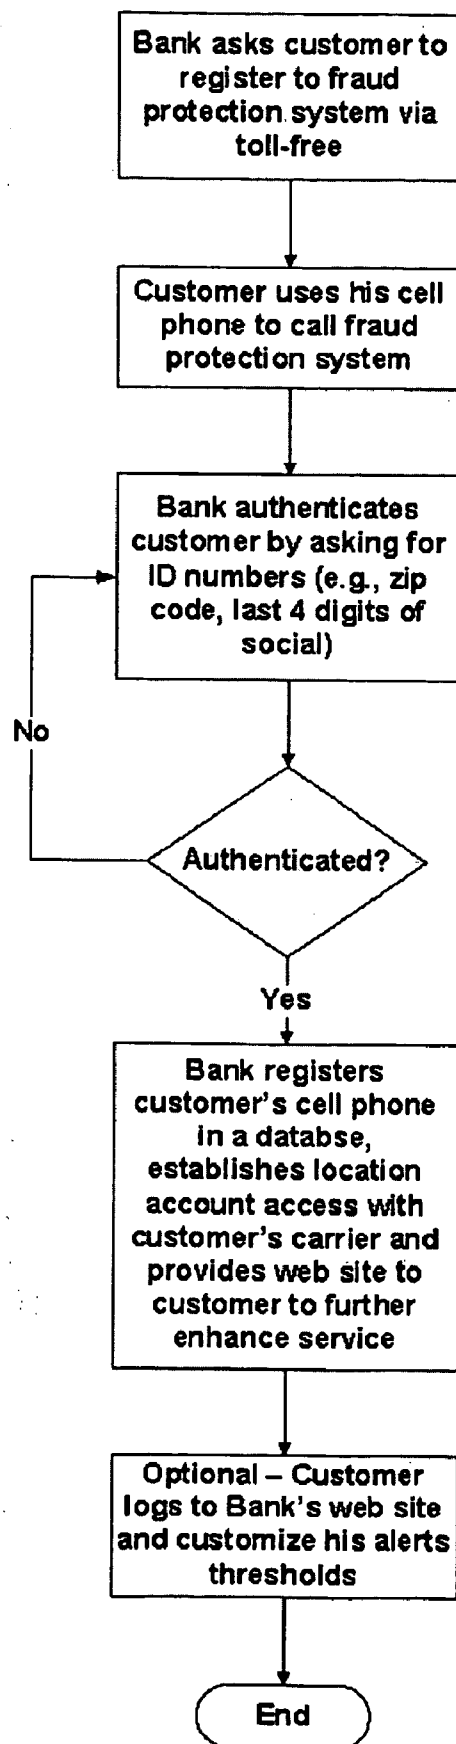 Bank asks customer to
register to fraud
protection system via
toll-free
Customer uses his cell
phone to call fraud
protection system
Bank authenticates
customer by asking for
ID numbers (e.g., zip
code, last 4 digits of
social)
No
Authenticated?
Yes
Bank registers
customer's cell phone
in a databse,
establishes location
account access with
customer's carrier and
provides web site to
customer to further
enhance service
Optional – Customer
logs to Bank's web site
and customize his alerts
thresholds
End